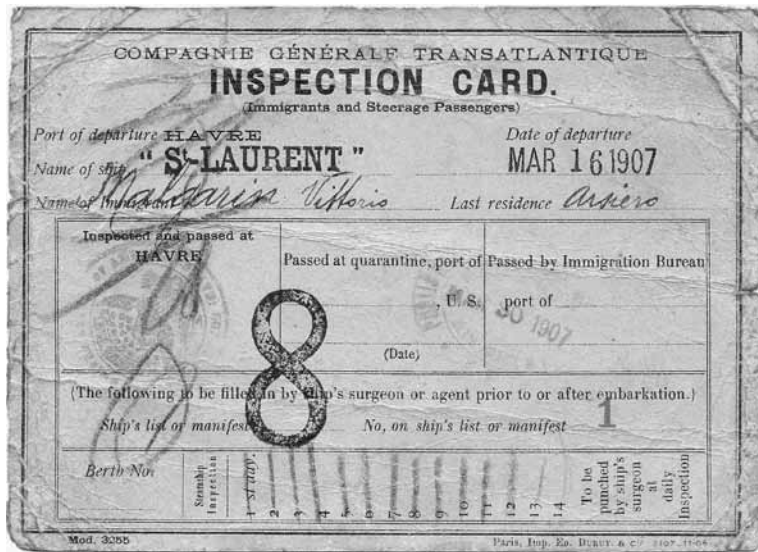 COMPAGNIE GÉNÉRALE TRANSATLANTIQUE
INSPECTION CARD.
(Immigrants and Steerage Passengers)
Port of departure HAVRE Date of departure
Name of ship "St-LAURENT" MAR 16 1907
Name of Immigrant Vittorio Last residence Arsiero
Inspected and passed at
HAVRE
Passed at quarantine, port of
, U. S.
(Date)
Passed by Immigration Bureau
port of
30 1907
8
(The following to be filled in by ship's surgeon or agent prior to or after embarkation.)
Ship's list or manifest No, on ship's list or manifest 1
Berth No.
Steamship Inspection
1st day. 2 3 4 5 6 7 8 9 10 11 12 13 14
To be punched by ship's surgeon at daily Inspection
Mod. 3255 Paris, Imp. Ed.